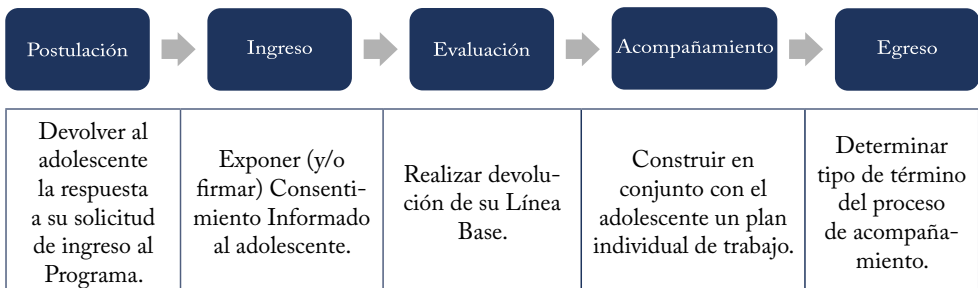 Postulación
Ingreso
Evaluación
Acompañamiento
Egreso
Devolver al
adolescente
la respuesta
a su solicitud
de ingreso al
Programa.
Exponer (y/o
firmar) Consenti-
miento Informado
al adolescente.
Realizar devolu-
ción de su Línea
Base.
Construir en
conjunto con el
adolescente un plan
individual de trabajo.
Determinar
tipo de término
del proceso
de acompaña-
miento.